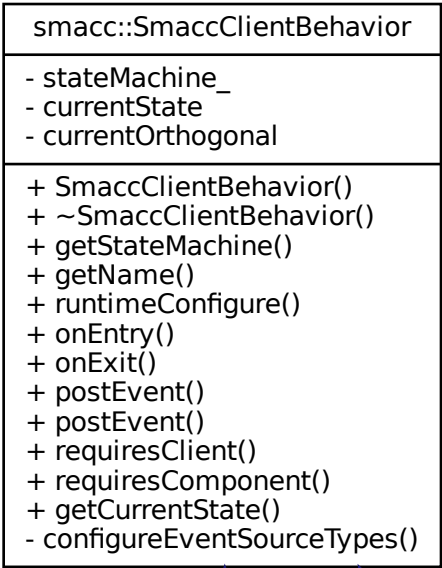 smacc::SmaccClientBehavior
- stateMachine_
- currentState
- currentOrthogonal
+ SmaccClientBehavior()
+ ~SmaccClientBehavior()
+ getStateMachine()
+ getName()
+ runtimeConfigure()
+ onEntry()
+ onExit()
+ postEvent()
+ postEvent()
+ requiresClient()
+ requiresComponent()
+ getCurrentState()
- configureEventSourceTypes()